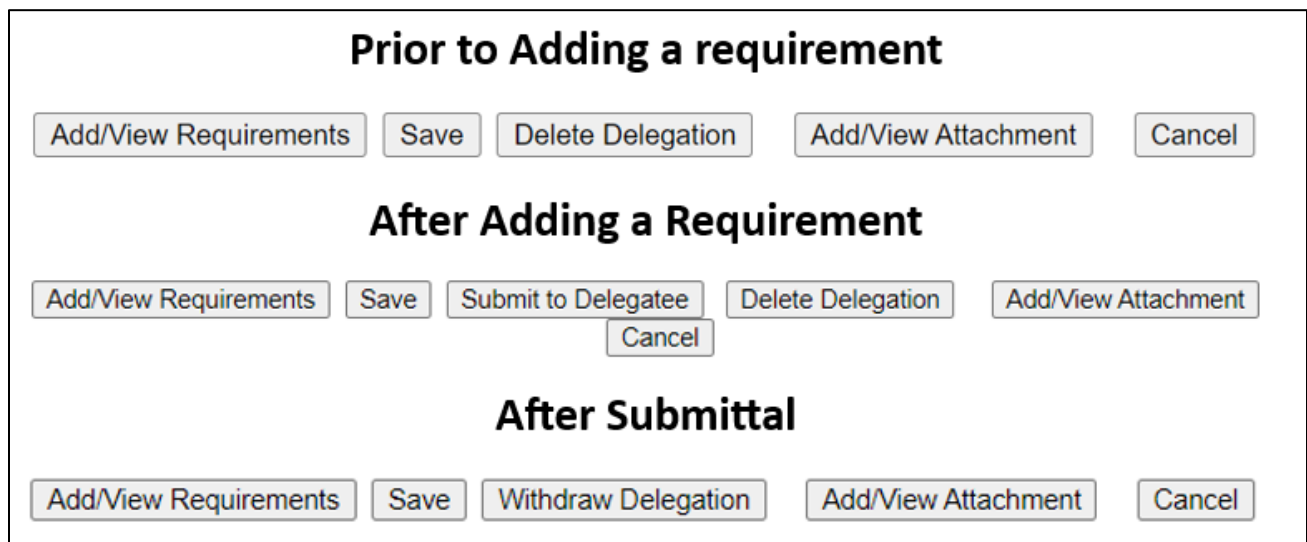 Prior to Adding a requirement
Add/View Requirements Save Delete Delegation Add/View Attachment Cancel
After Adding a Requirement
Add/View Requirements Save Submit to Delegatee Delete Delegation Add/View Attachment
Cancel
After Submittal
Add/View Requirements Save Withdraw Delegation Add/View Attachment Cancel